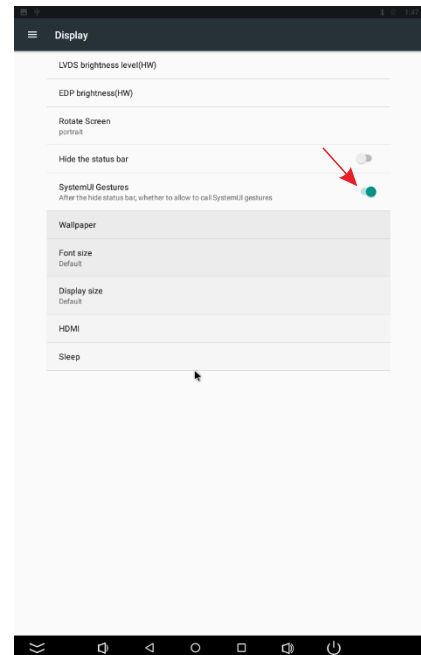 1:47
Display
LVDS brightness level(HW)
EDP brightness(HW)
Rotate Screen
portrait
Hide the status bar
SystemUI Gestures
After the hide status bar, whether to allow to call SystemUI gestures
Wallpaper
Font size
Default
Display size
Default
HDMI
Sleep